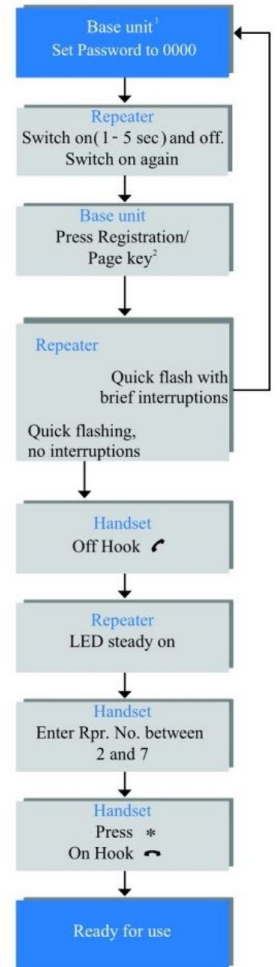 Base unit¹
Set Password to 0000
Repeater
Switch on(1- 5 sec) and off.
Switch on again
Base unit
Press Registration/
Page key²
Repeater
Quick flash with
brief interruptions
Quick flashing,
no interruptions
Handset
Off Hook
Repeater
LED steady on
Handset
Enter Rpr. No. between
2 and 7
Handset
Press *
On Hook
Ready for use